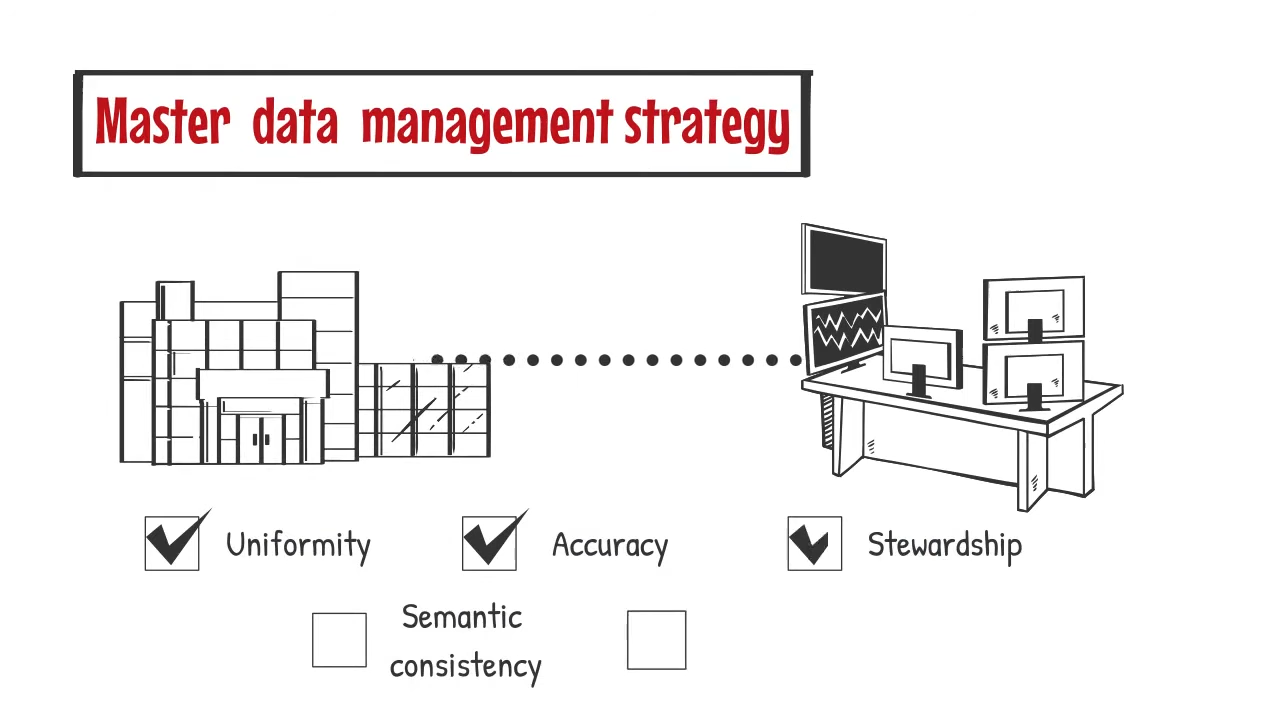 Master data management strategy
Uniformity
Accuracy
Stewardship
Semantic
consistency